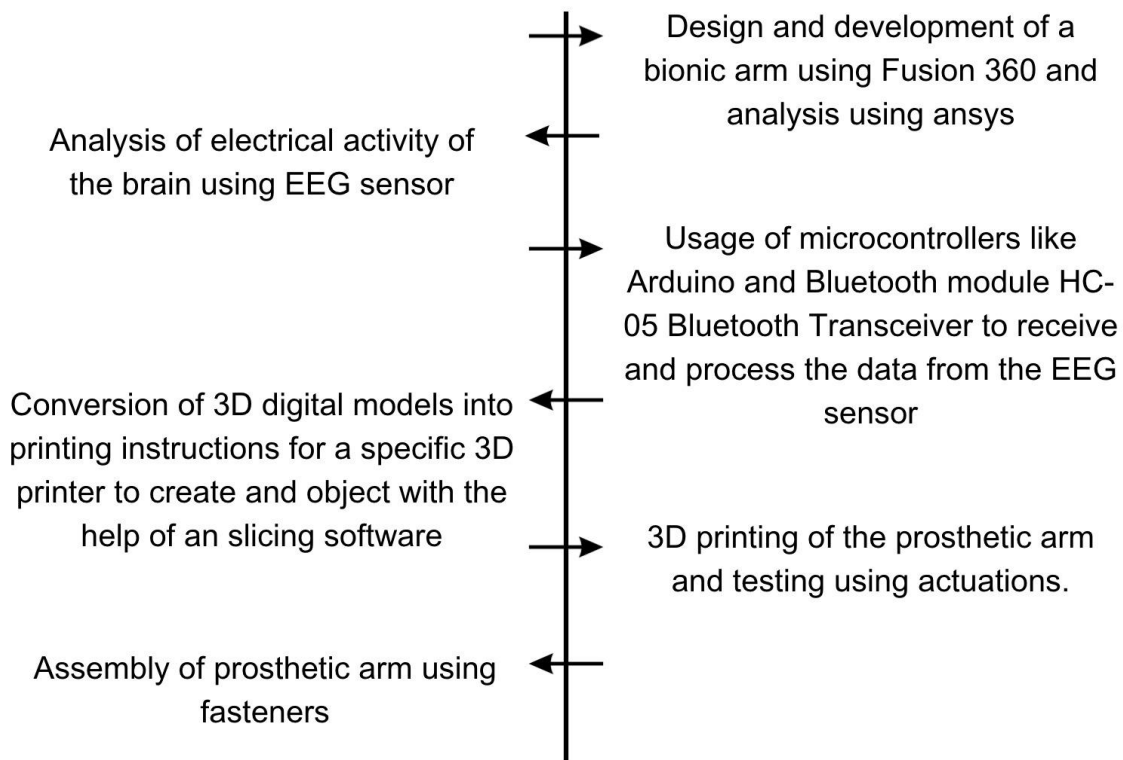 Design and development of a
bionic arm using Fusion 360 and
analysis using ansys
Analysis of electrical activity of
the brain using EEG sensor
Usage of microcontrollers like
Arduino and Bluetooth module HC-
05 Bluetooth Transceiver to receive
and process the data from the EEG
sensor
Conversion of 3D digital models into
printing instructions for a specific 3D
printer to create and object with the
help of an slicing software
3D printing of the prosthetic arm
and testing using actuations.
Assembly of prosthetic arm using
fasteners